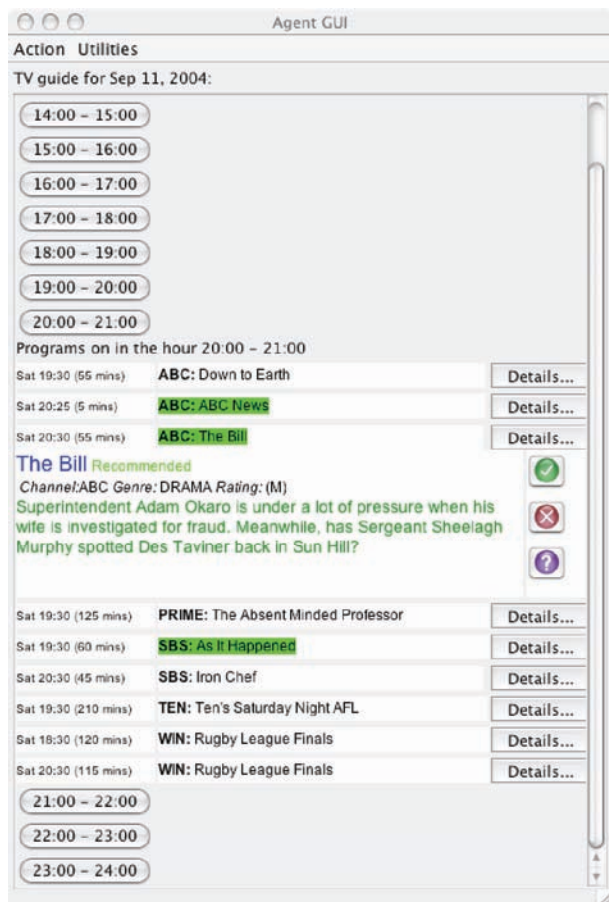 Agent GUI
Action Utilities
TV guide for Sep 11, 2004:
14:00 – 15:00
15:00 – 16:00
16:00 – 17:00
17:00 – 18:00
18:00 – 19:00
19:00 – 20:00
20:00 – 21:00
Programs on in the hour 20:00 – 21:00
Sat 19:30 (55 mins) ABC: Down to Earth Details...
Sat 20:25 (5 mins) ABC: ABC News Details...
Sat 20:30 (55 mins) ABC: The Bill Details...
The Bill Recommended
Channel:ABC Genre: DRAMA Rating: (M)
Superintendent Adam Okaro is under a lot of pressure when his
wife is investigated for fraud. Meanwhile, has Sergeant Sheelagh
Murphy spotted Des Taviner back in Sun Hill?
?
Sat 19:30 (125 mins) PRIME: The Absent Minded Professor Details...
Sat 19:30 (60 mins) SBS: As It Happened Details...
Sat 20:30 (45 mins) SBS: Iron Chef Details...
Sat 19:30 (210 mins) TEN: Ten's Saturday Night AFL Details...
Sat 18:30 (120 mins) WIN: Rugby League Finals Details...
Sat 20:30 (115 mins) WIN: Rugby League Finals Details...
21:00 – 22:00
22:00 – 23:00
23:00 – 24:00